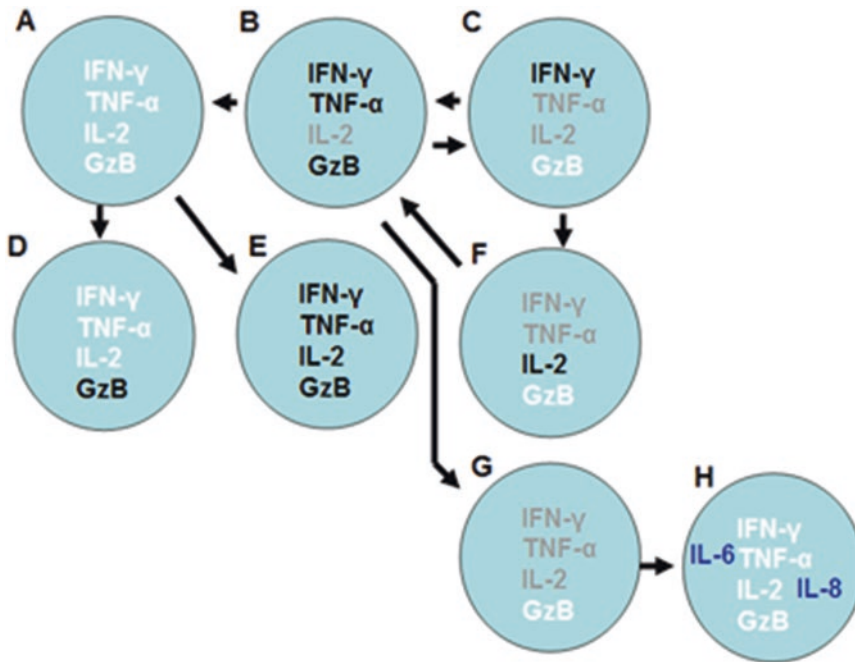 A
IFN-γ
TNF-α
IL-2
GzB
B
IFN-γ
TNF-α
IL-2
GzB
C
IFN-γ
TNF-α
IL-2
GzB
D
IFN-γ
TNF-α
IL-2
GzB
E
IFN-γ
TNF-α
IL-2
GzB
F
IFN-γ
TNF-α
IL-2
GzB
G
IFN-γ
TNF-α
IL-2
GzB
H
IFN-γ
IL-6 TNF-α
IL-2 IL-8
GzB